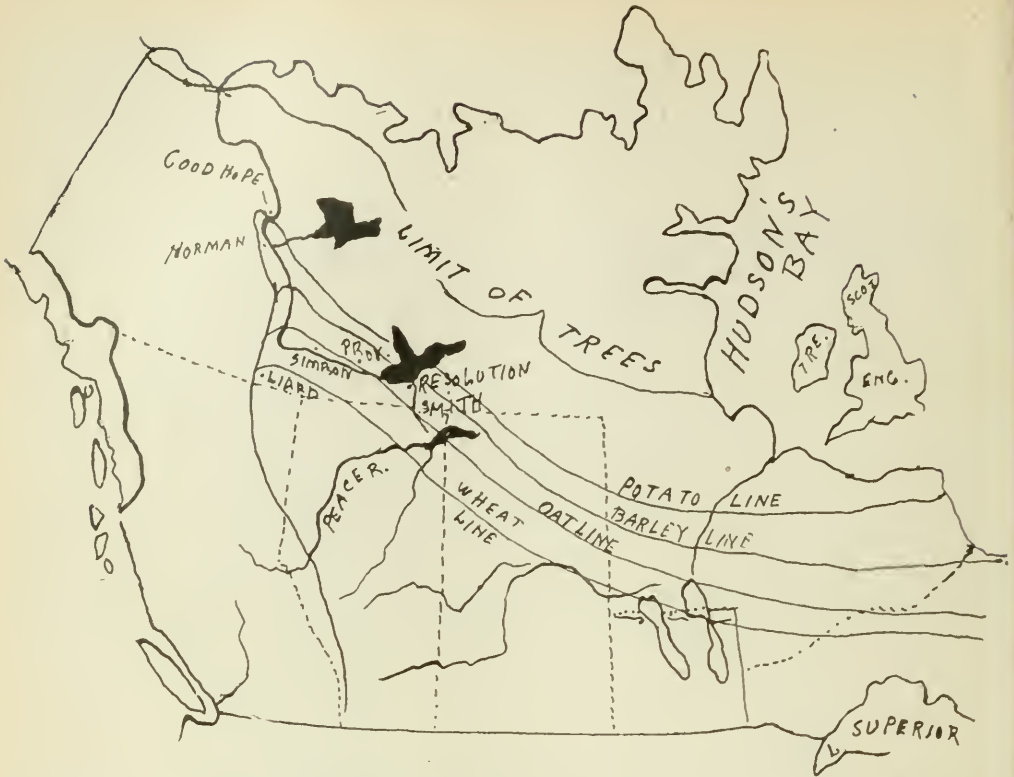 GOOD HOPE
NORMAN
LIMIT OF TREES
HUDSON'S
BAY
SCOT
IRE.
ENG.
PROV.
SIMPSON
LIARD
RESOLUTION
SMITH
PEACE R.
WHEAT
LINE
OAT LINE
POTATO LINE
BARLEY LINE
L SUPERIOR